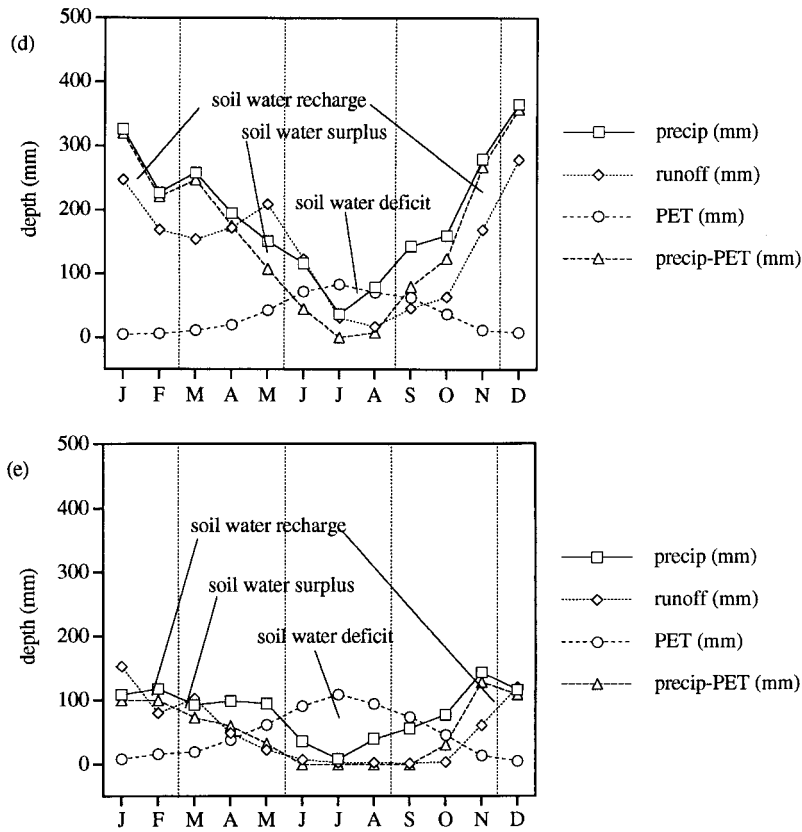 (d)
500
400
300
200
100
0
depth (mm)
soil water recharge
soil water surplus
soil water deficit
J F M A M J J A S O N D
precip (mm)
runoff (mm)
PET (mm)
precip-PET (mm)
(e)
500
400
300
200
100
0
depth (mm)
soil water recharge
soil water surplus
soil water deficit
J F M A M J J A S O N D
precip (mm)
runoff (mm)
PET (mm)
precip-PET (mm)